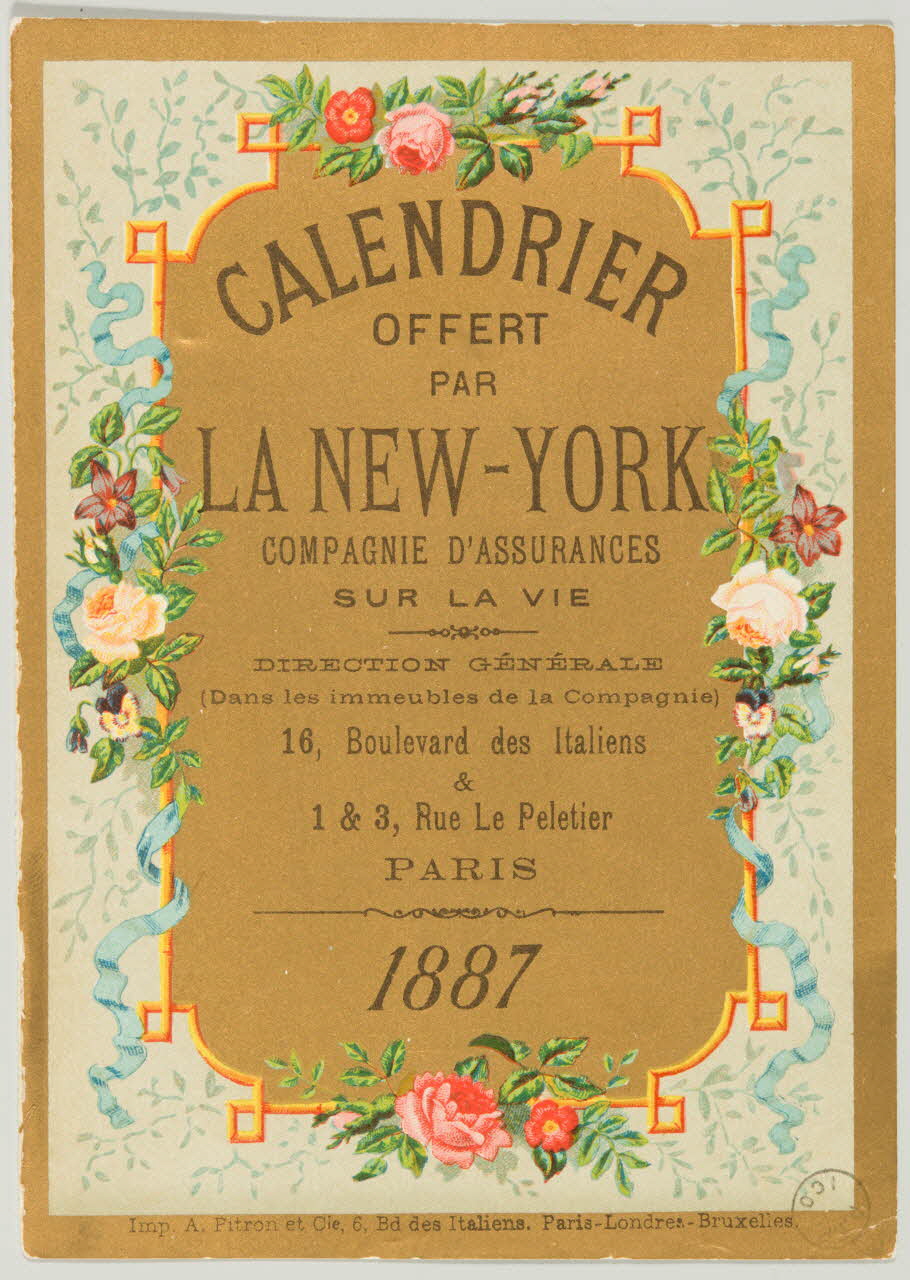 CALENDRIER
OFFERT
PAR
LA NEW-YORK
COMPAGNIE D'ASSURANCES
SUR LA VIE
DIRECTION GÉNÉRALE
(Dans les immeubles de la Compagnie)
16, Boulevard des Italiens
&
1 & 3, Rue Le Peletier
PARIS
1887
Imp. A. Pitron et Cie, 6, Bd des Italiens. Paris-Londres.-Bruxelles.